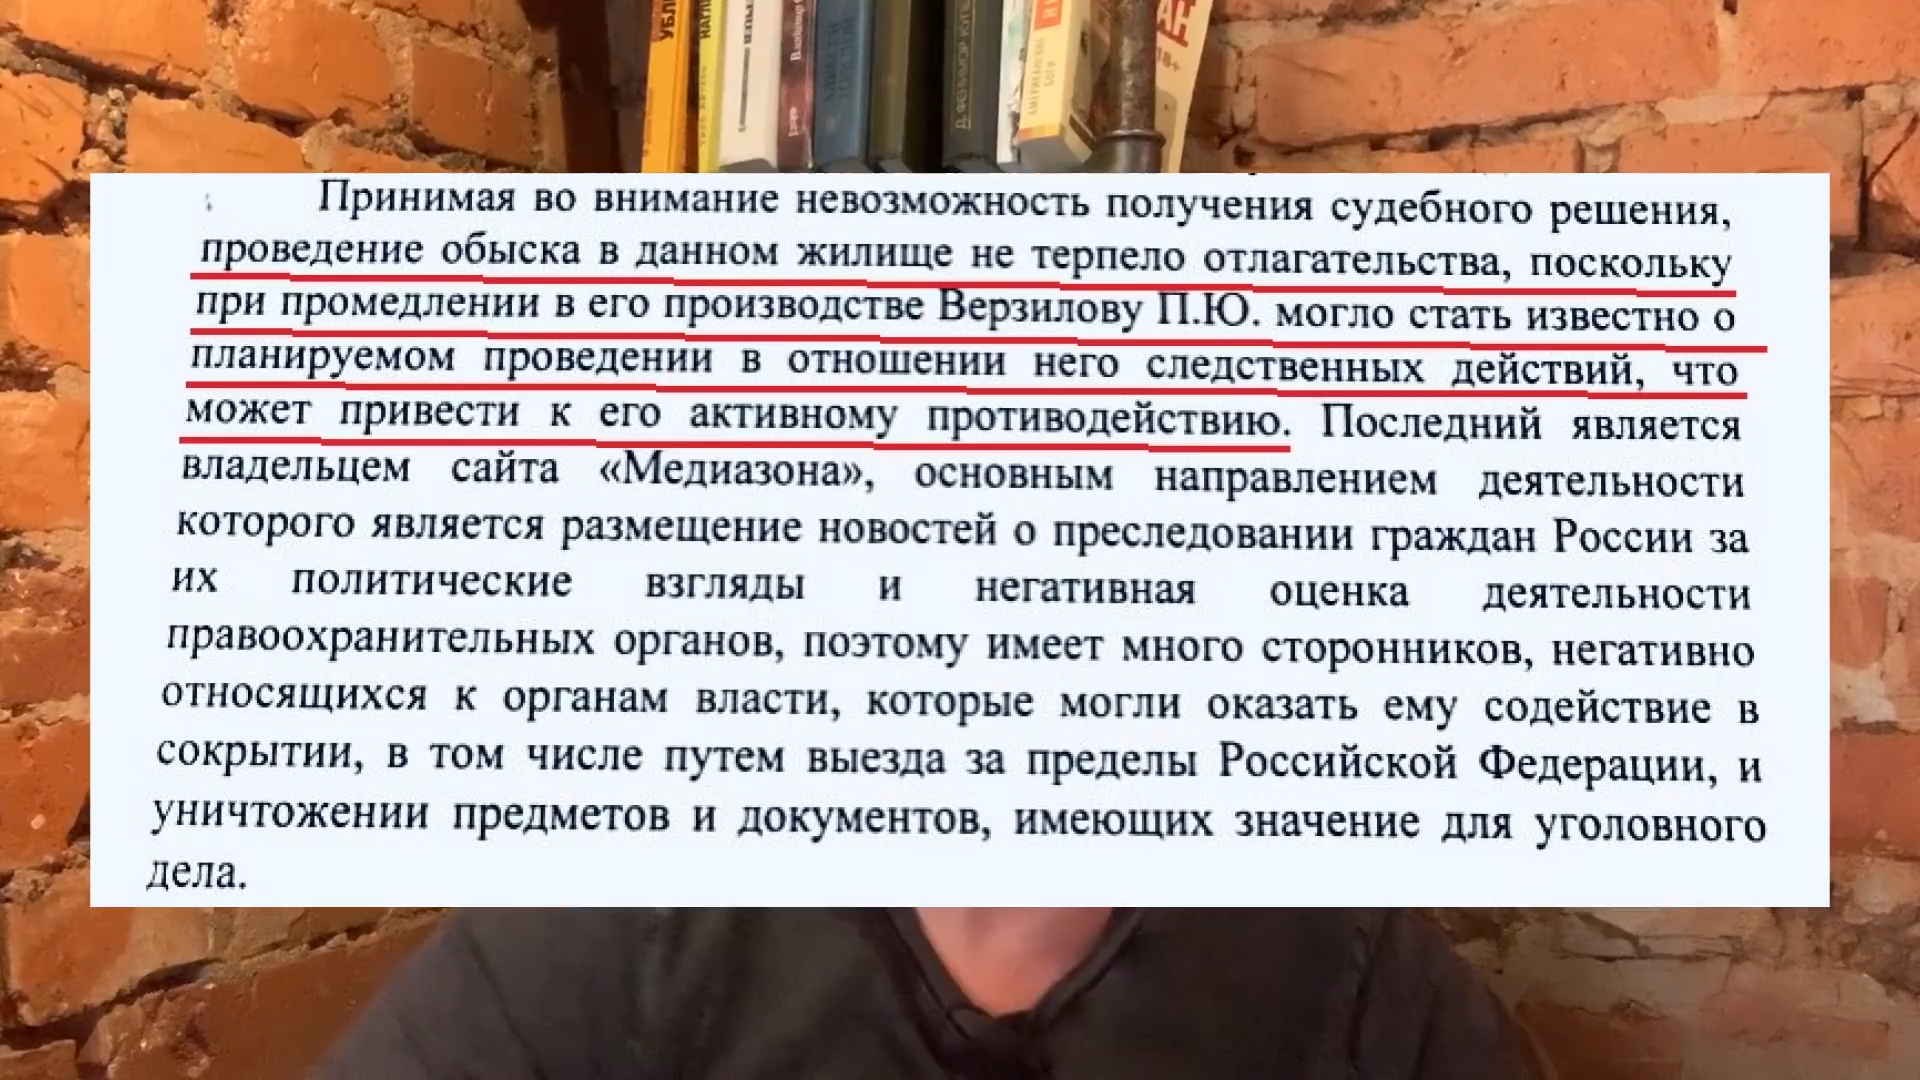 АМЕРИКАНСКИЕ
БОГИ
18+
Принимая во внимание невозможность получения судебного решения,
проведение обыска в данном жилище не терпело отлагательства, поскольку
при промедлении в его производстве Верзилову П.Ю. могло стать известно о
планируемом проведении в отношении него следственных действий, что
может привести к его активному противодействию. Последний является
владельцем сайта «Медиазона», основным направлением деятельности
которого является размещение новостей о преследовании граждан России за
их политические взгляды и негативная оценка деятельности
правоохранительных органов, поэтому имеет много сторонников, негативно
относящихся к органам власти, которые могли оказать ему содействие в
сокрытии, в том числе путем выезда за пределы Российской Федерации, и
уничтожении предметов и документов, имеющих значение для уголовного
дела.